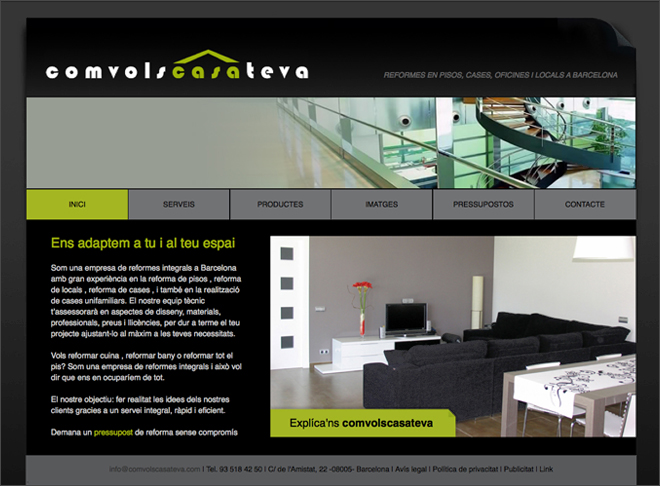 comvolscasateva
REFORMES EN PISOS, CASES, OFICINES I LOCALS A BARCELONA
INICI
SERVEIS
PRODUCTES
IMATGES
PRESSUPOSTOS
CONTACTE
Ens adaptem a tu i al teu espai
Som una empresa de reformes integrals a Barcelona
amb gran experiència en la reforma de pisos , reforma
de locals , reforma de cases , i també en la realització
de cases unifamiliars. El nostre equip tècnic
t'assessorarà en aspectes de disseny, materials,
professionals, preus i llicències, per dur a terme el teu
projecte ajustant-lo al màxim a les teves necessitats.
Vols reformar cuina , reformar bany o reformar tot el
pis? Som una empresa de reformes integrals i això vol
dir que ens en ocuparíem de tot.
El nostre objectiu: fer realitat les idees dels nostres
clients gracies a un servei integral, ràpid i eficient.
Demana un pressupost de reforma sense compromís
Explica'ns comvolscasateva
info@comvolscasateva.com I Tel. 93 518 42 50 I C/ de l'Amistat, 22 -08005- Barcelona I Avís legal I Política de privacitat I Publicitat I Link